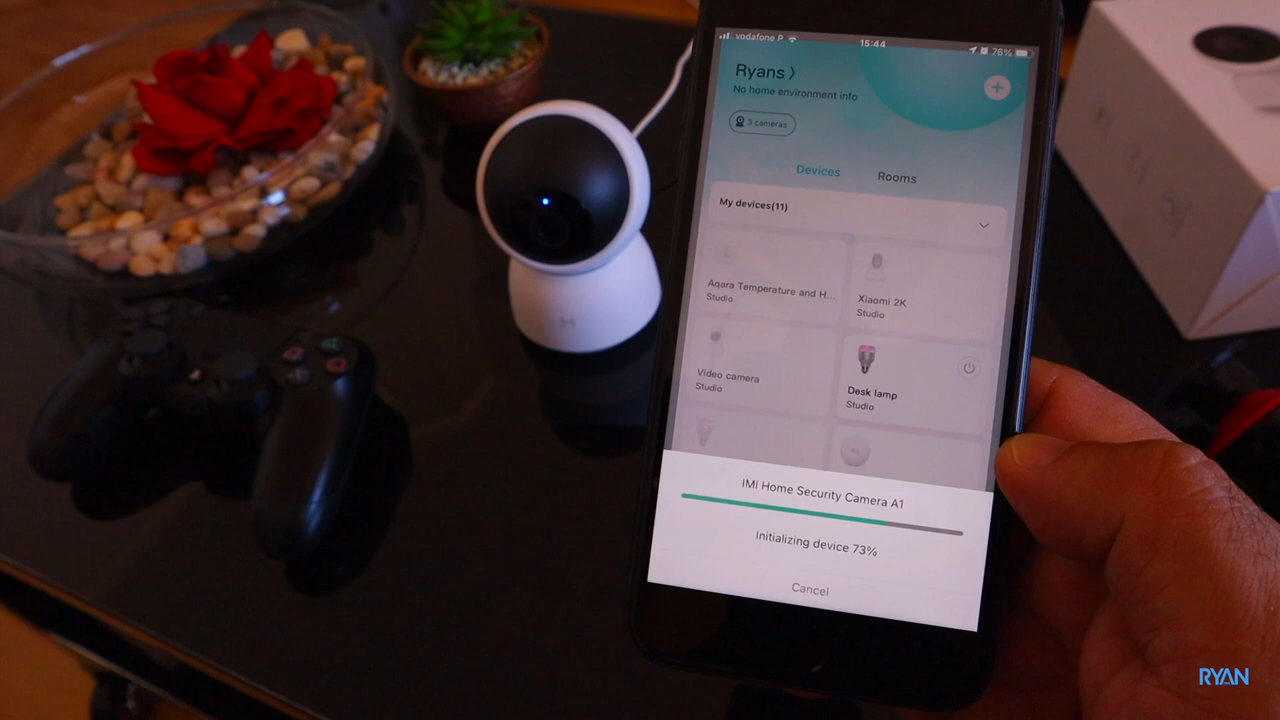 vodafone P
15:44
76%
Ryans >
No home environment info
3 cameras
Devices
Rooms
My devices(11)
Aqara Temperature and H...
Studio
Xiaomi 2K
Studio
Video camera
Studio
Desk lamp
Studio
IMI Home Security Camera A1
Initializing device 73%
Cancel
RYAN